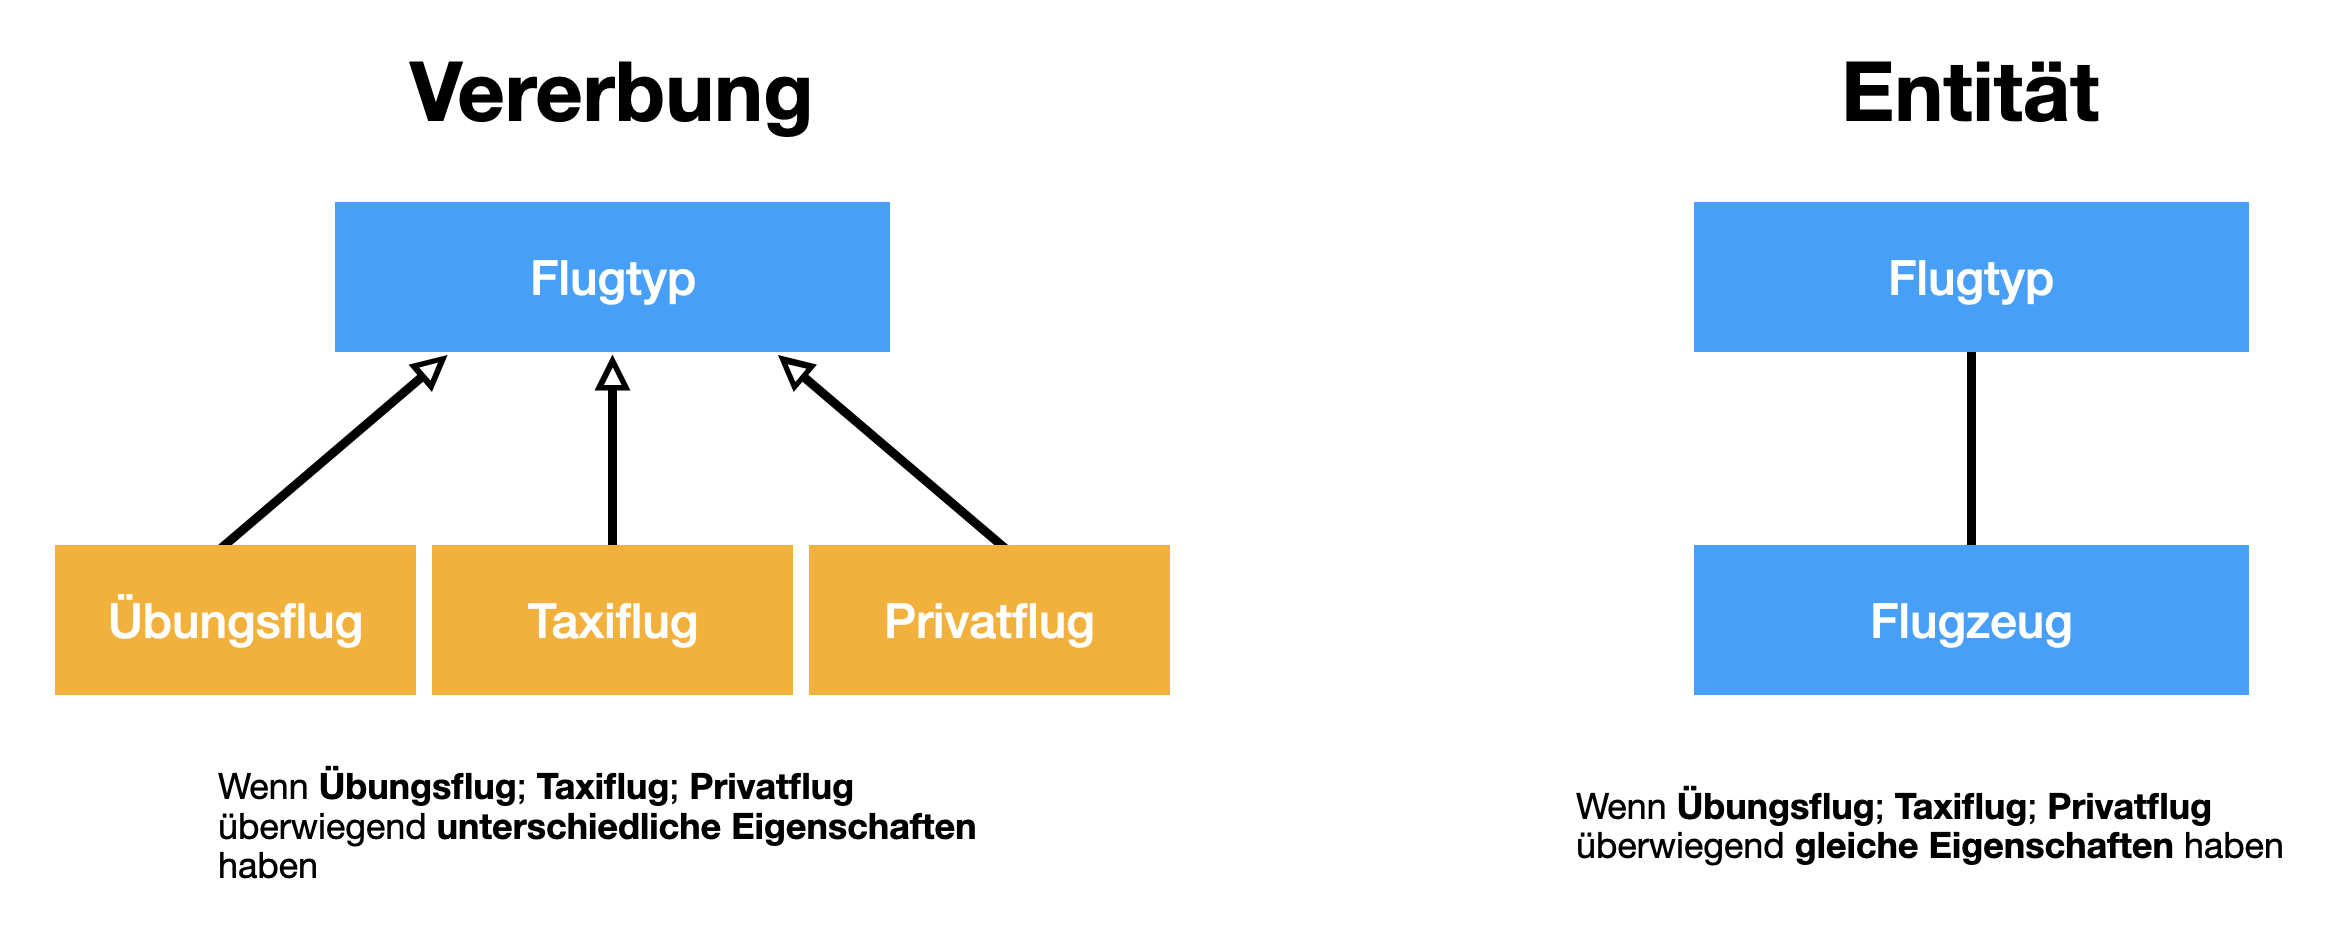 Vererbung
Flugtyp
Übungsflug
Taxiflug
Privatflug
Wenn Übungsflug; Taxiflug; Privatflug
überwiegend unterschiedliche Eigenschaften
haben
Entität
Flugtyp
Flugzeug
Wenn Übungsflug; Taxiflug; Privatflug
überwiegend gleiche Eigenschaften haben